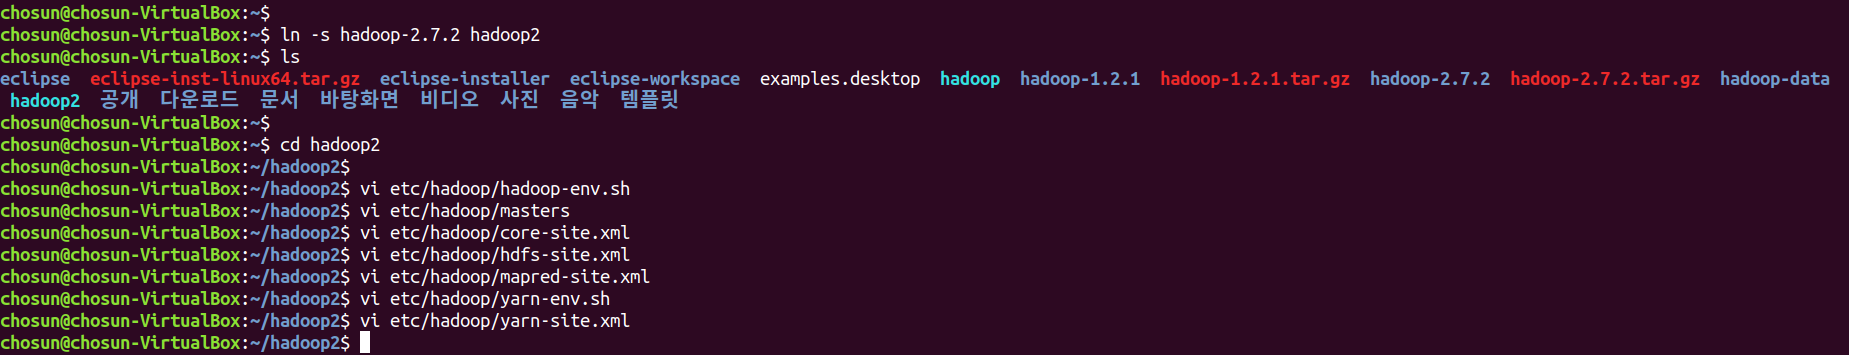 chosun@chosun-VirtualBox:~$
chosun@chosun-VirtualBox:~$ ln -s hadoop-2.7.2 hadoop2
chosun@chosun-VirtualBox:~$ ls
eclipse eclipse-inst-linux64.tar.gz eclipse-installer eclipse-workspace examples.desktop hadoop hadoop-1.2.1 hadoop-1.2.1.tar.gz hadoop-2.7.2 hadoop-2.7.2.tar.gz hadoop-data
hadoop2 공개 다운로드 문서 바탕화면 비디오 사진 음악 템플릿
chosun@chosun-VirtualBox:~$
chosun@chosun-VirtualBox:~$ cd hadoop2
chosun@chosun-VirtualBox:~/hadoop2$
chosun@chosun-VirtualBox:~/hadoop2$ vi etc/hadoop/hadoop-env.sh
chosun@chosun-VirtualBox:~/hadoop2$ vi etc/hadoop/masters
chosun@chosun-VirtualBox:~/hadoop2$ vi etc/hadoop/core-site.xml
chosun@chosun-VirtualBox:~/hadoop2$ vi etc/hadoop/hdfs-site.xml
chosun@chosun-VirtualBox:~/hadoop2$ vi etc/hadoop/mapred-site.xml
chosun@chosun-VirtualBox:~/hadoop2$ vi etc/hadoop/yarn-env.sh
chosun@chosun-VirtualBox:~/hadoop2$ vi etc/hadoop/yarn-site.xml
chosun@chosun-VirtualBox:~/hadoop2$